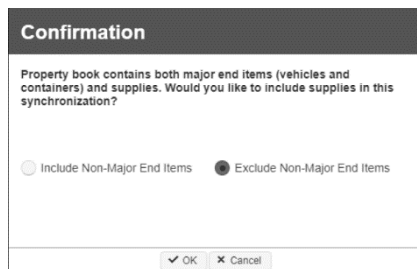 Confirmation
Property book contains both major end items (vehicles and
containers) and supplies. Would you like to include supplies in this
synchronization?
Include Non-Major End Items Exclude Non-Major End Items
OK Cancel